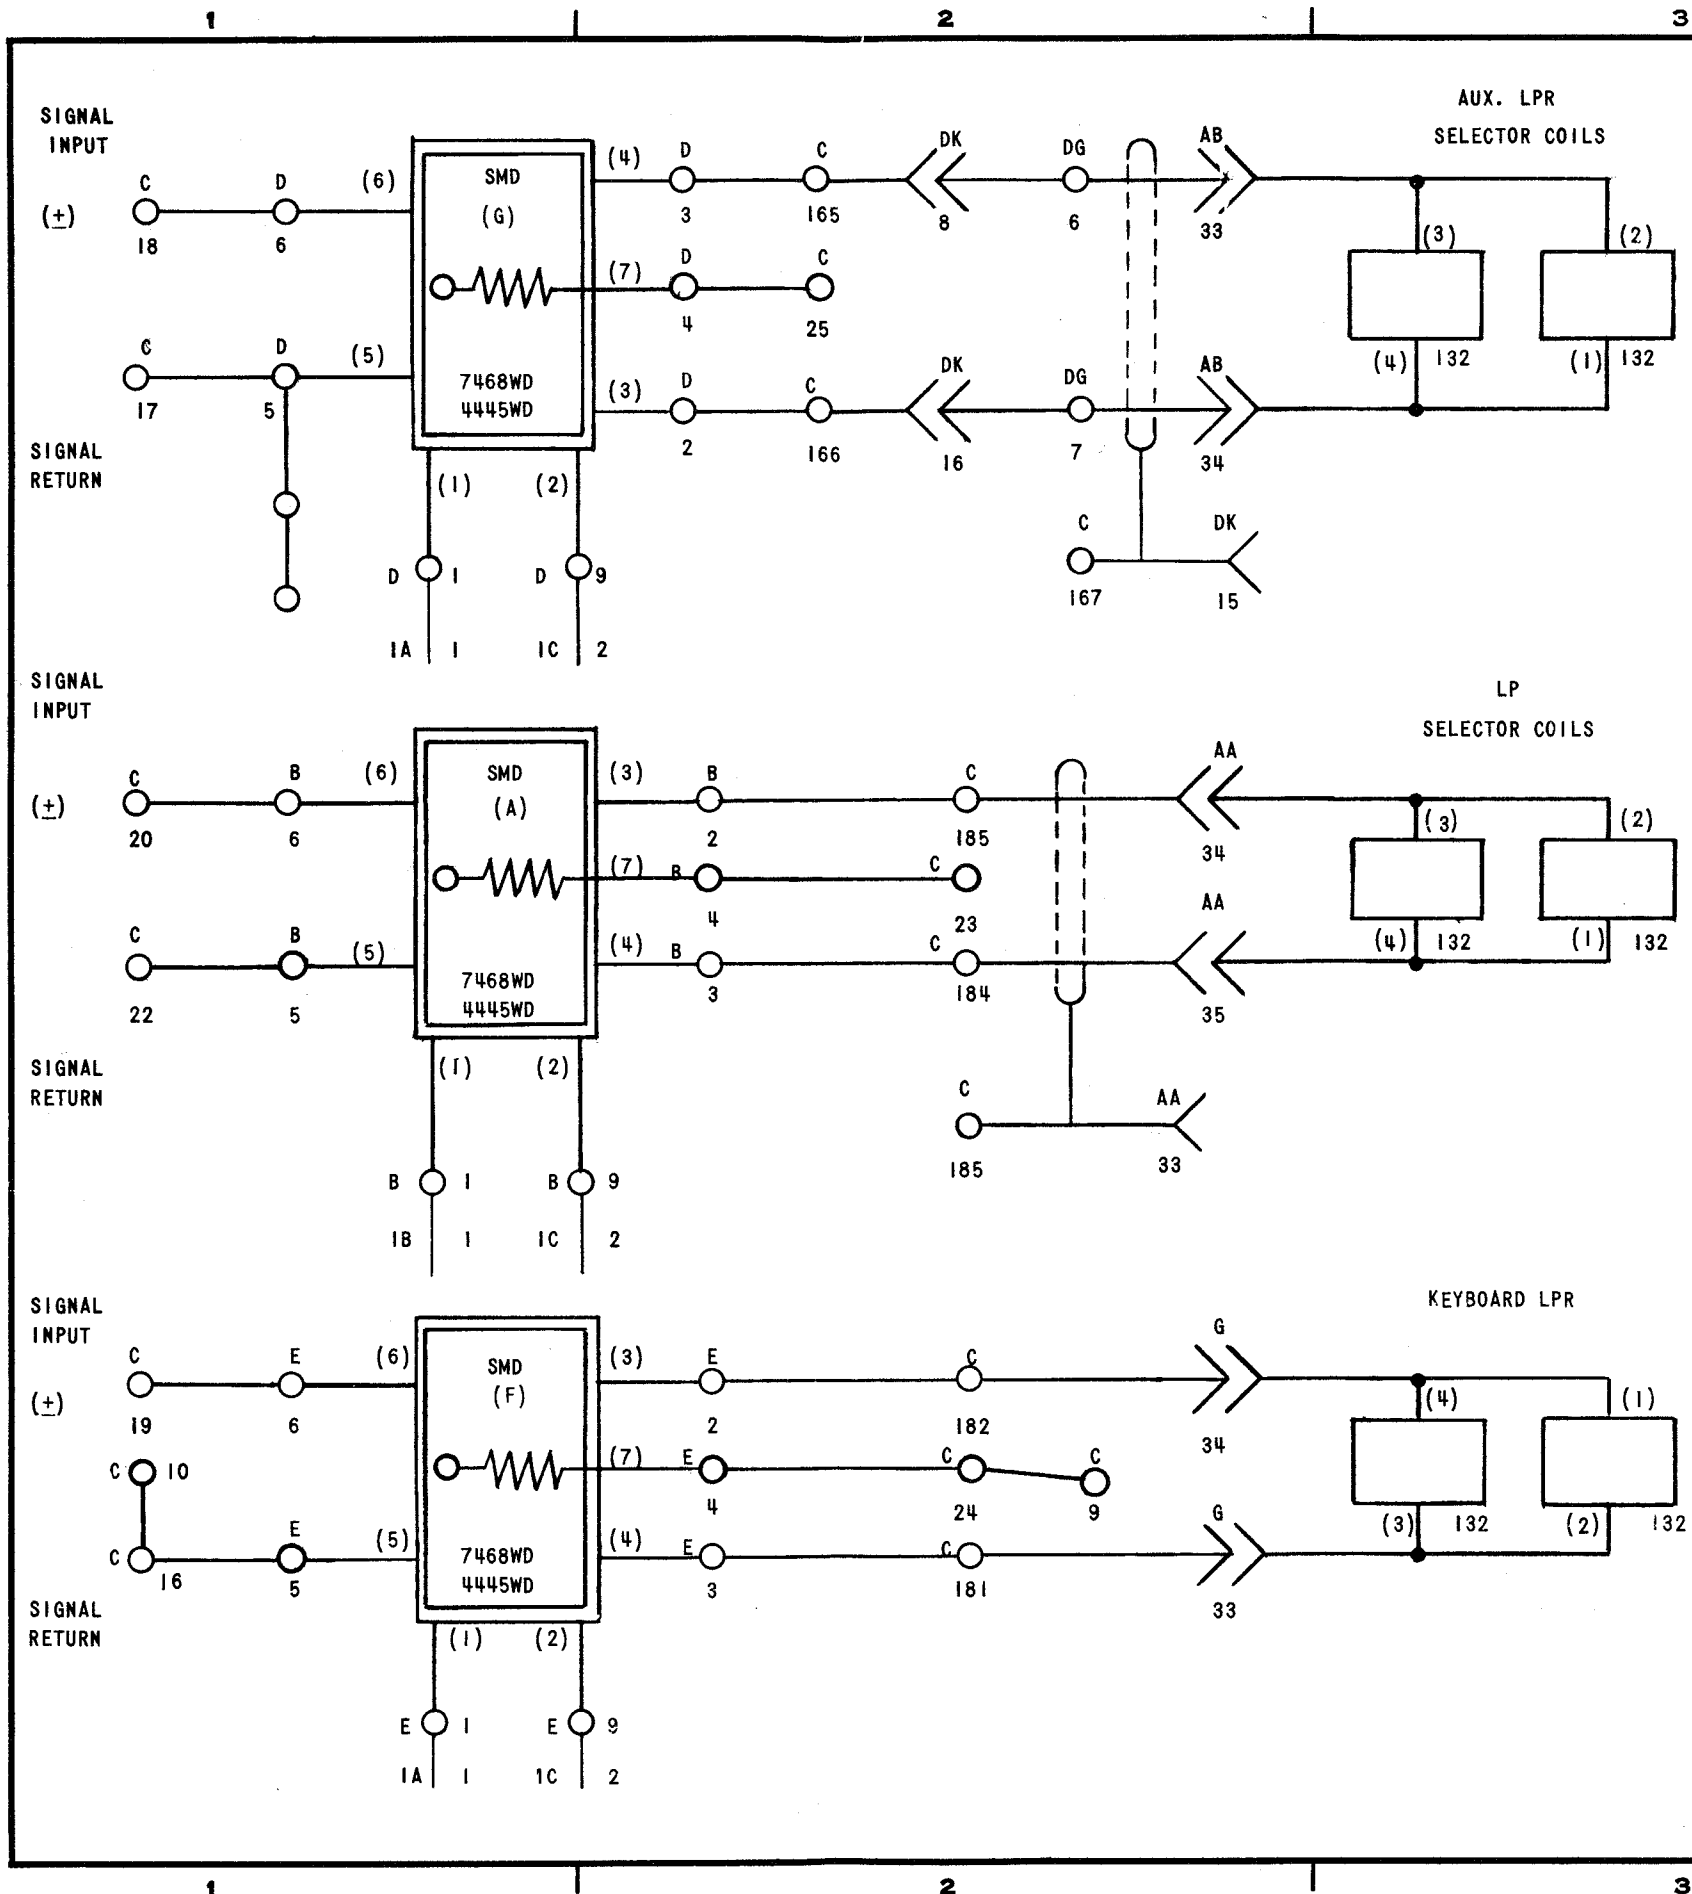 1 2 3
SIGNAL
INPUT
AUX. LPR
SELECTOR COILS
(±)
C D (6) SMD (4) D C DK DG AB
18 6 (G) 3 165 8 6 33
(3) (2)
(7) D C
4 25
C D (5) 7468WD (3) D C DK DG AB (4) 132 (1) 132
17 5 4445WD 2 166 16 7 34
SIGNAL
RETURN
(1) (2)
C DK
D 1 D 9
167 15
1A 1 1C 2
SIGNAL
INPUT
LP
SELECTOR COILS
(±)
C B (6) SMD (3) B C AA
20 6 (A) 2 185 34
(3) (2)
(7) B C
4 23
C B (5) 7468WD (4) B C AA (4) 132 (1) 132
22 5 4445WD 3 184 35
SIGNAL
RETURN
(1) (2)
C AA
185 33
B 1 B 9
1B 1 1C 2
SIGNAL
INPUT
KEYBOARD LPR
(±)
C E (6) SMD (3) E C G
19 6 (F) 2 182 34
(4) (1)
C 10 (7) E C C
4 24 9
C E (5) 7468WD (4) E C G (3) 132 (2) 132
16 5 4445WD 3 181 33
SIGNAL
RETURN
(1) (2)
E 1 E 9
1A 1 1C 2
1 2 3